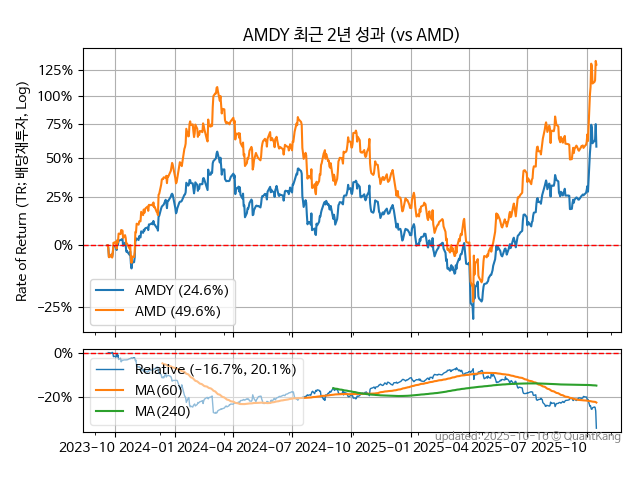 AMDY 최근 2년 성과 (vs AMD)
Rate of Return (TR: 배당재투자, Log)
125%
100%
75%
50%
25%
0%
−25%
AMDY (24.6%)
AMD (49.6%)
0%
−20%
Relative (−16.7%, 20.1%)
MA(60)
MA(240)
updated: 2025-10-16 © QuantKang
2023-10 2024-01 2024-04 2024-07 2024-10 2025-01 2025-04 2025-07 2025-10